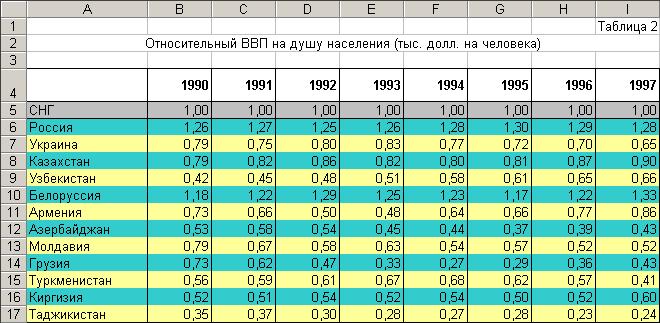 A B C D E F G H I
1 Таблица 2
2 Относительный ВВП на душу населения (тыс. долл. на человека)
3
4 1990 1991 1992 1993 1994 1995 1996 1997
5 СНГ 1,00 1,00 1,00 1,00 1,00 1,00 1,00 1,00
6 Россия 1,26 1,27 1,25 1,26 1,28 1,30 1,29 1,28
7 Украина 0,79 0,75 0,80 0,83 0,77 0,72 0,70 0,65
8 Казахстан 0,79 0,82 0,86 0,82 0,80 0,81 0,87 0,90
9 Узбекистан 0,42 0,45 0,48 0,51 0,58 0,61 0,65 0,66
10 Белоруссия 1,18 1,22 1,29 1,25 1,23 1,17 1,22 1,33
11 Армения 0,73 0,66 0,50 0,48 0,64 0,66 0,77 0,86
12 Азербайджан 0,53 0,58 0,54 0,45 0,44 0,37 0,39 0,43
13 Молдавия 0,79 0,67 0,58 0,63 0,54 0,57 0,52 0,52
14 Грузия 0,73 0,62 0,47 0,33 0,27 0,29 0,36 0,43
15 Туркменистан 0,56 0,59 0,61 0,67 0,68 0,62 0,57 0,41
16 Киргизия 0,52 0,51 0,54 0,52 0,54 0,54 0,50 0,52 0,60
17 Таджикистан 0,35 0,37 0,30 0,28 0,27 0,28 0,23 0,24